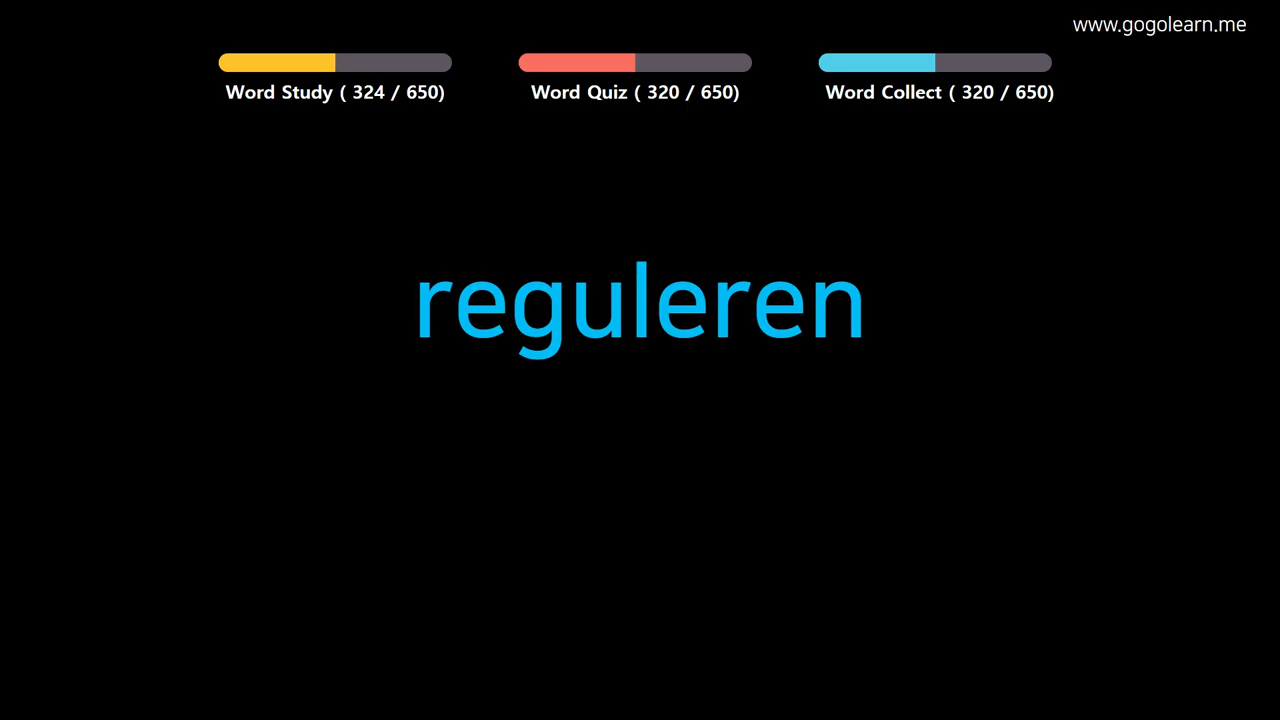 www.gogolearn.me
Word Study ( 324 / 650)
Word Quiz ( 320 / 650)
Word Collect ( 320 / 650)
reguleren